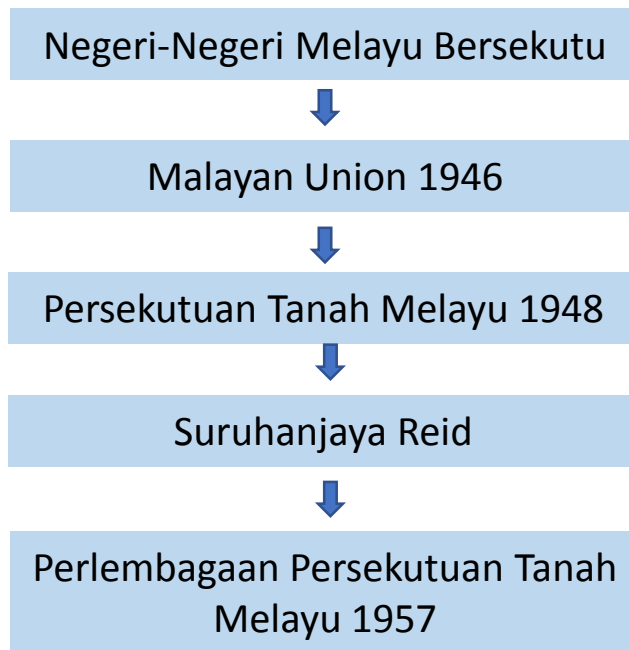 Negeri-Negeri Melayu Bersekutu
Malayan Union 1946
Persekutuan Tanah Melayu 1948
Suruhanjaya Reid
Perlembagaan Persekutuan Tanah
Melayu 1957